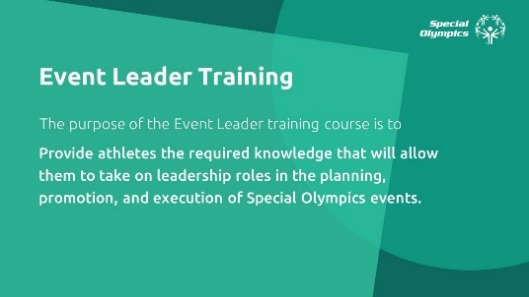 Special
Olympics
Event Leader Training
The purpose of the Event Leader training course is to
Provide athletes the required knowledge that will allow
them to take on leadership roles in the planning,
promotion, and execution of Special Olympics events.